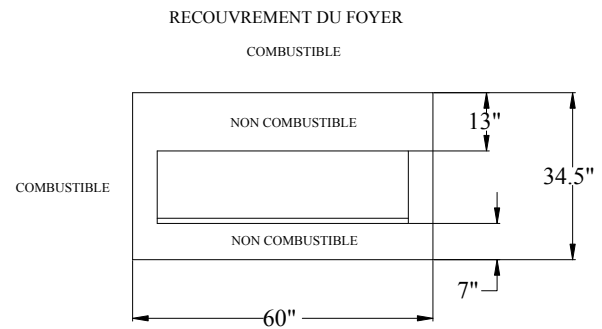 RECOUVREMENT DU FOYER
COMBUSTIBLE
NON COMBUSTIBLE
13"
34.5"
COMBUSTIBLE
NON COMBUSTIBLE
7"
60"